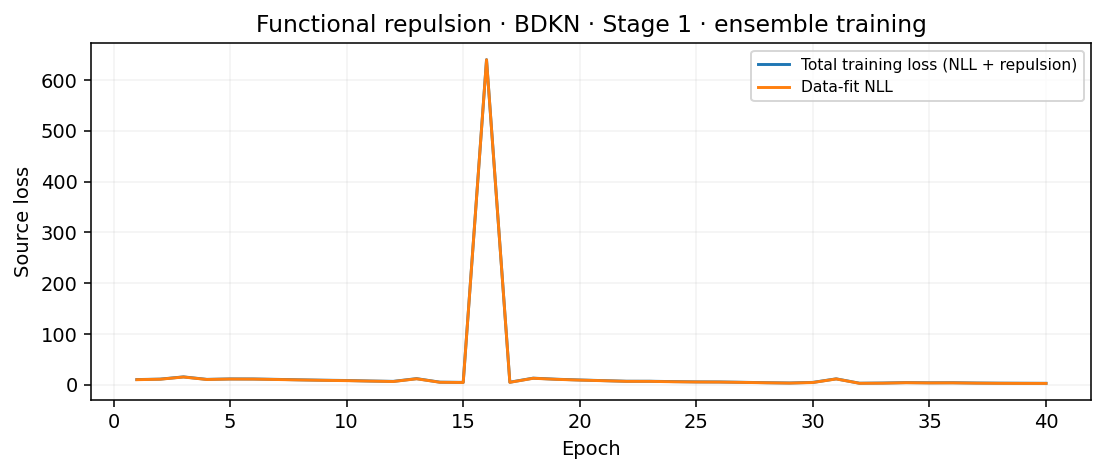 Functional repulsion · BDKN · Stage 1 · ensemble training
Total training loss (NLL + repulsion)
Data-fit NLL
Source loss
600
500
400
300
200
100
0
0 5 10 15 20 25 30 35 40
Epoch